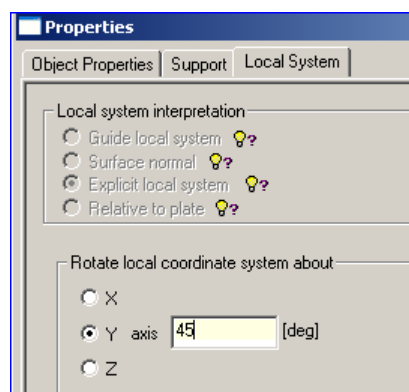 Properties
Object Properties Support Local System
Local system interpretation
Guide local system ?
Surface normal ?
Explicit local system ?
Relative to plate ?
Rotate local coordinate system about
X
Y axis 45 [deg]
Z